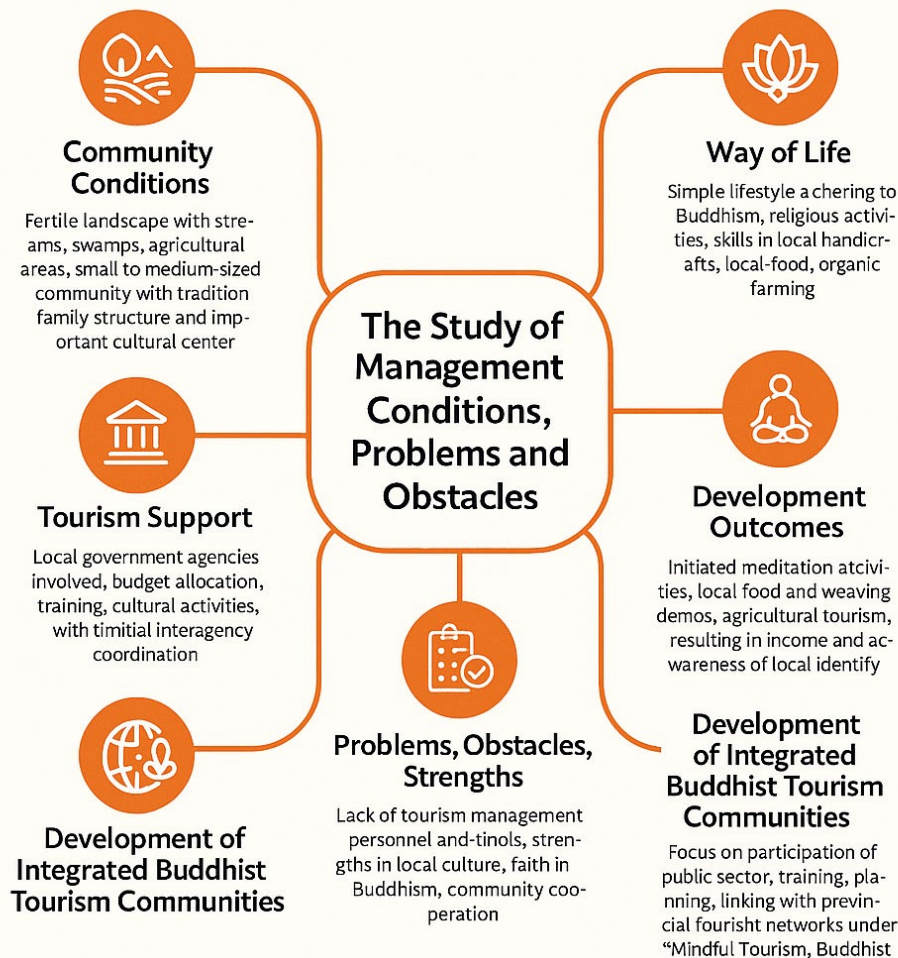 Community
Conditions
Fertile landscape with stre-
ams, swamps, agricultural
areas, small to medium-sized
community with tradition
family structure and imp-
ortant cultural center
Tourism Support
Local government agencies
involved, budget allocation,
training, cultural activities,
with timitial interagency
coordination
Development of
Integrated Buddhist
Tourism Communities
The Study of
Management
Conditions,
Problems and
Obstacles
Problems, Obstacles,
Strengths
Lack of tourism management
personnel and-tinols, stren-
gths in local culture, faith in
Buddhism, community coo-
peration
Way of Life
Simple lifestyle achering to
Buddhism, religious activi-
ties, skills in local handicr-
afts, local-food, organic
farming
Development
Outcomes
Initiated meditation atcivi-
ties, local food and weaving
demos, agricultural tourism,
resulting in income and ac-
wareness of local identify
Development
of Integrated
Buddhist Tourism
Communities
Focus on participation of
public sector, training, pla-
nning, linking with previn-
cial fourisht networks under
“Mindful Tourism, Buddhist